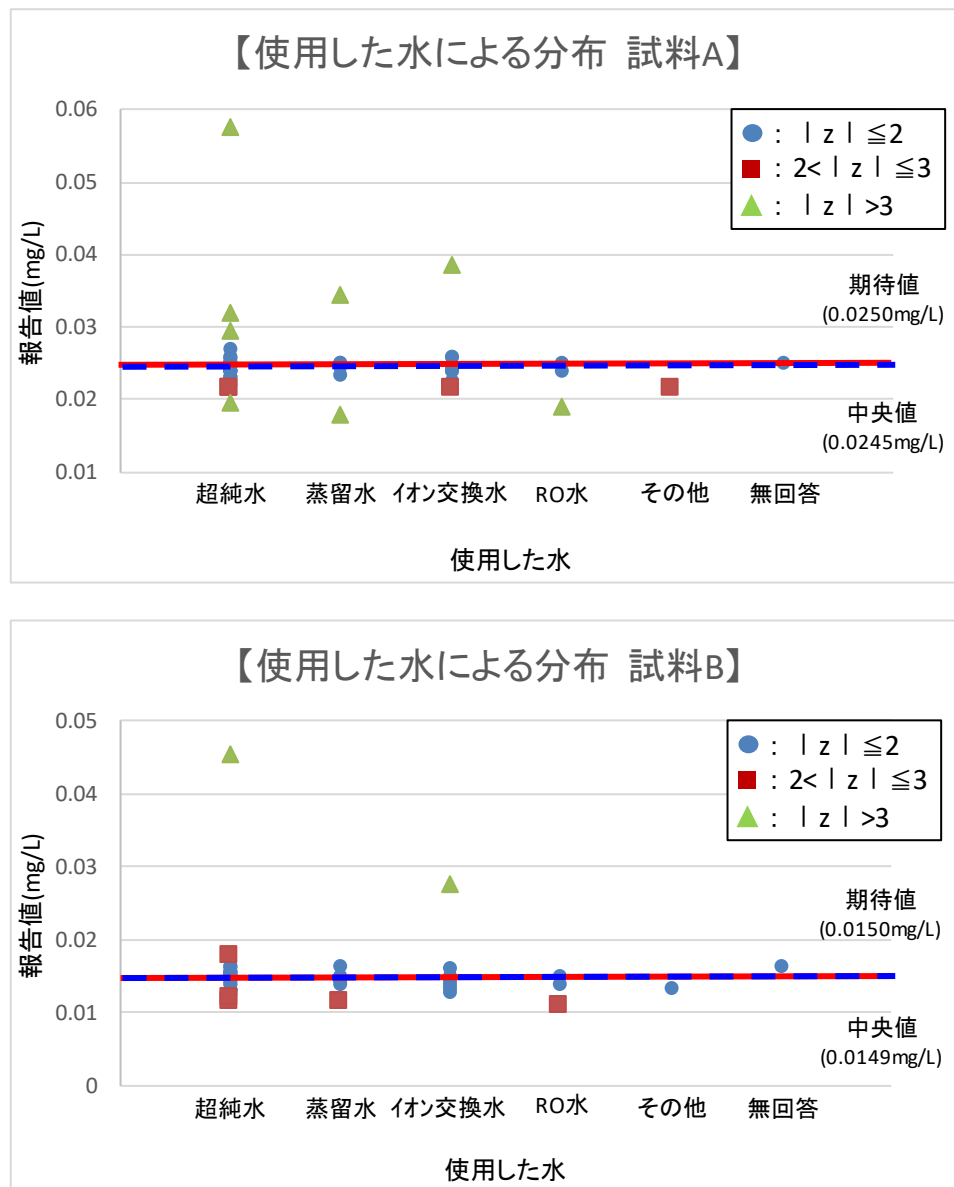 【使用した水による分布 試料A】
0.06
0.05
0.04
0.03
0.02
0.01
報告値(mg/L)
: | z | ≦2
: 2< | z | ≦3
: | z | >3
期待値
(0.0250mg/L)
中央値
(0.0245mg/L)
超純水 蒸留水 イオン交換水 RO水 その他 無回答
使用した水
【使用した水による分布 試料B】
0.05
0.04
0.03
0.02
0.01
0
報告値(mg/L)
: | z | ≦2
: 2< | z | ≦3
: | z | >3
期待値
(0.0150mg/L)
中央値
(0.0149mg/L)
超純水 蒸留水 イオン交換水 RO水 その他 無回答
使用した水